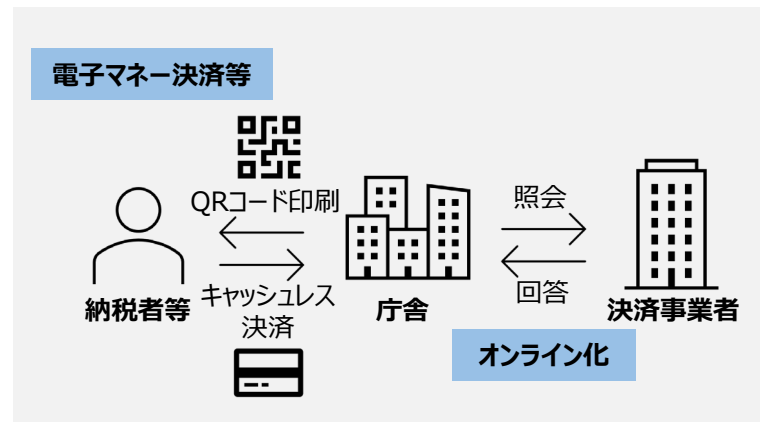 電子マネー決済等
QRコード印刷
納税者等
キャッシュレス
決済
庁舎
照会
回答
決済事業者
オンライン化